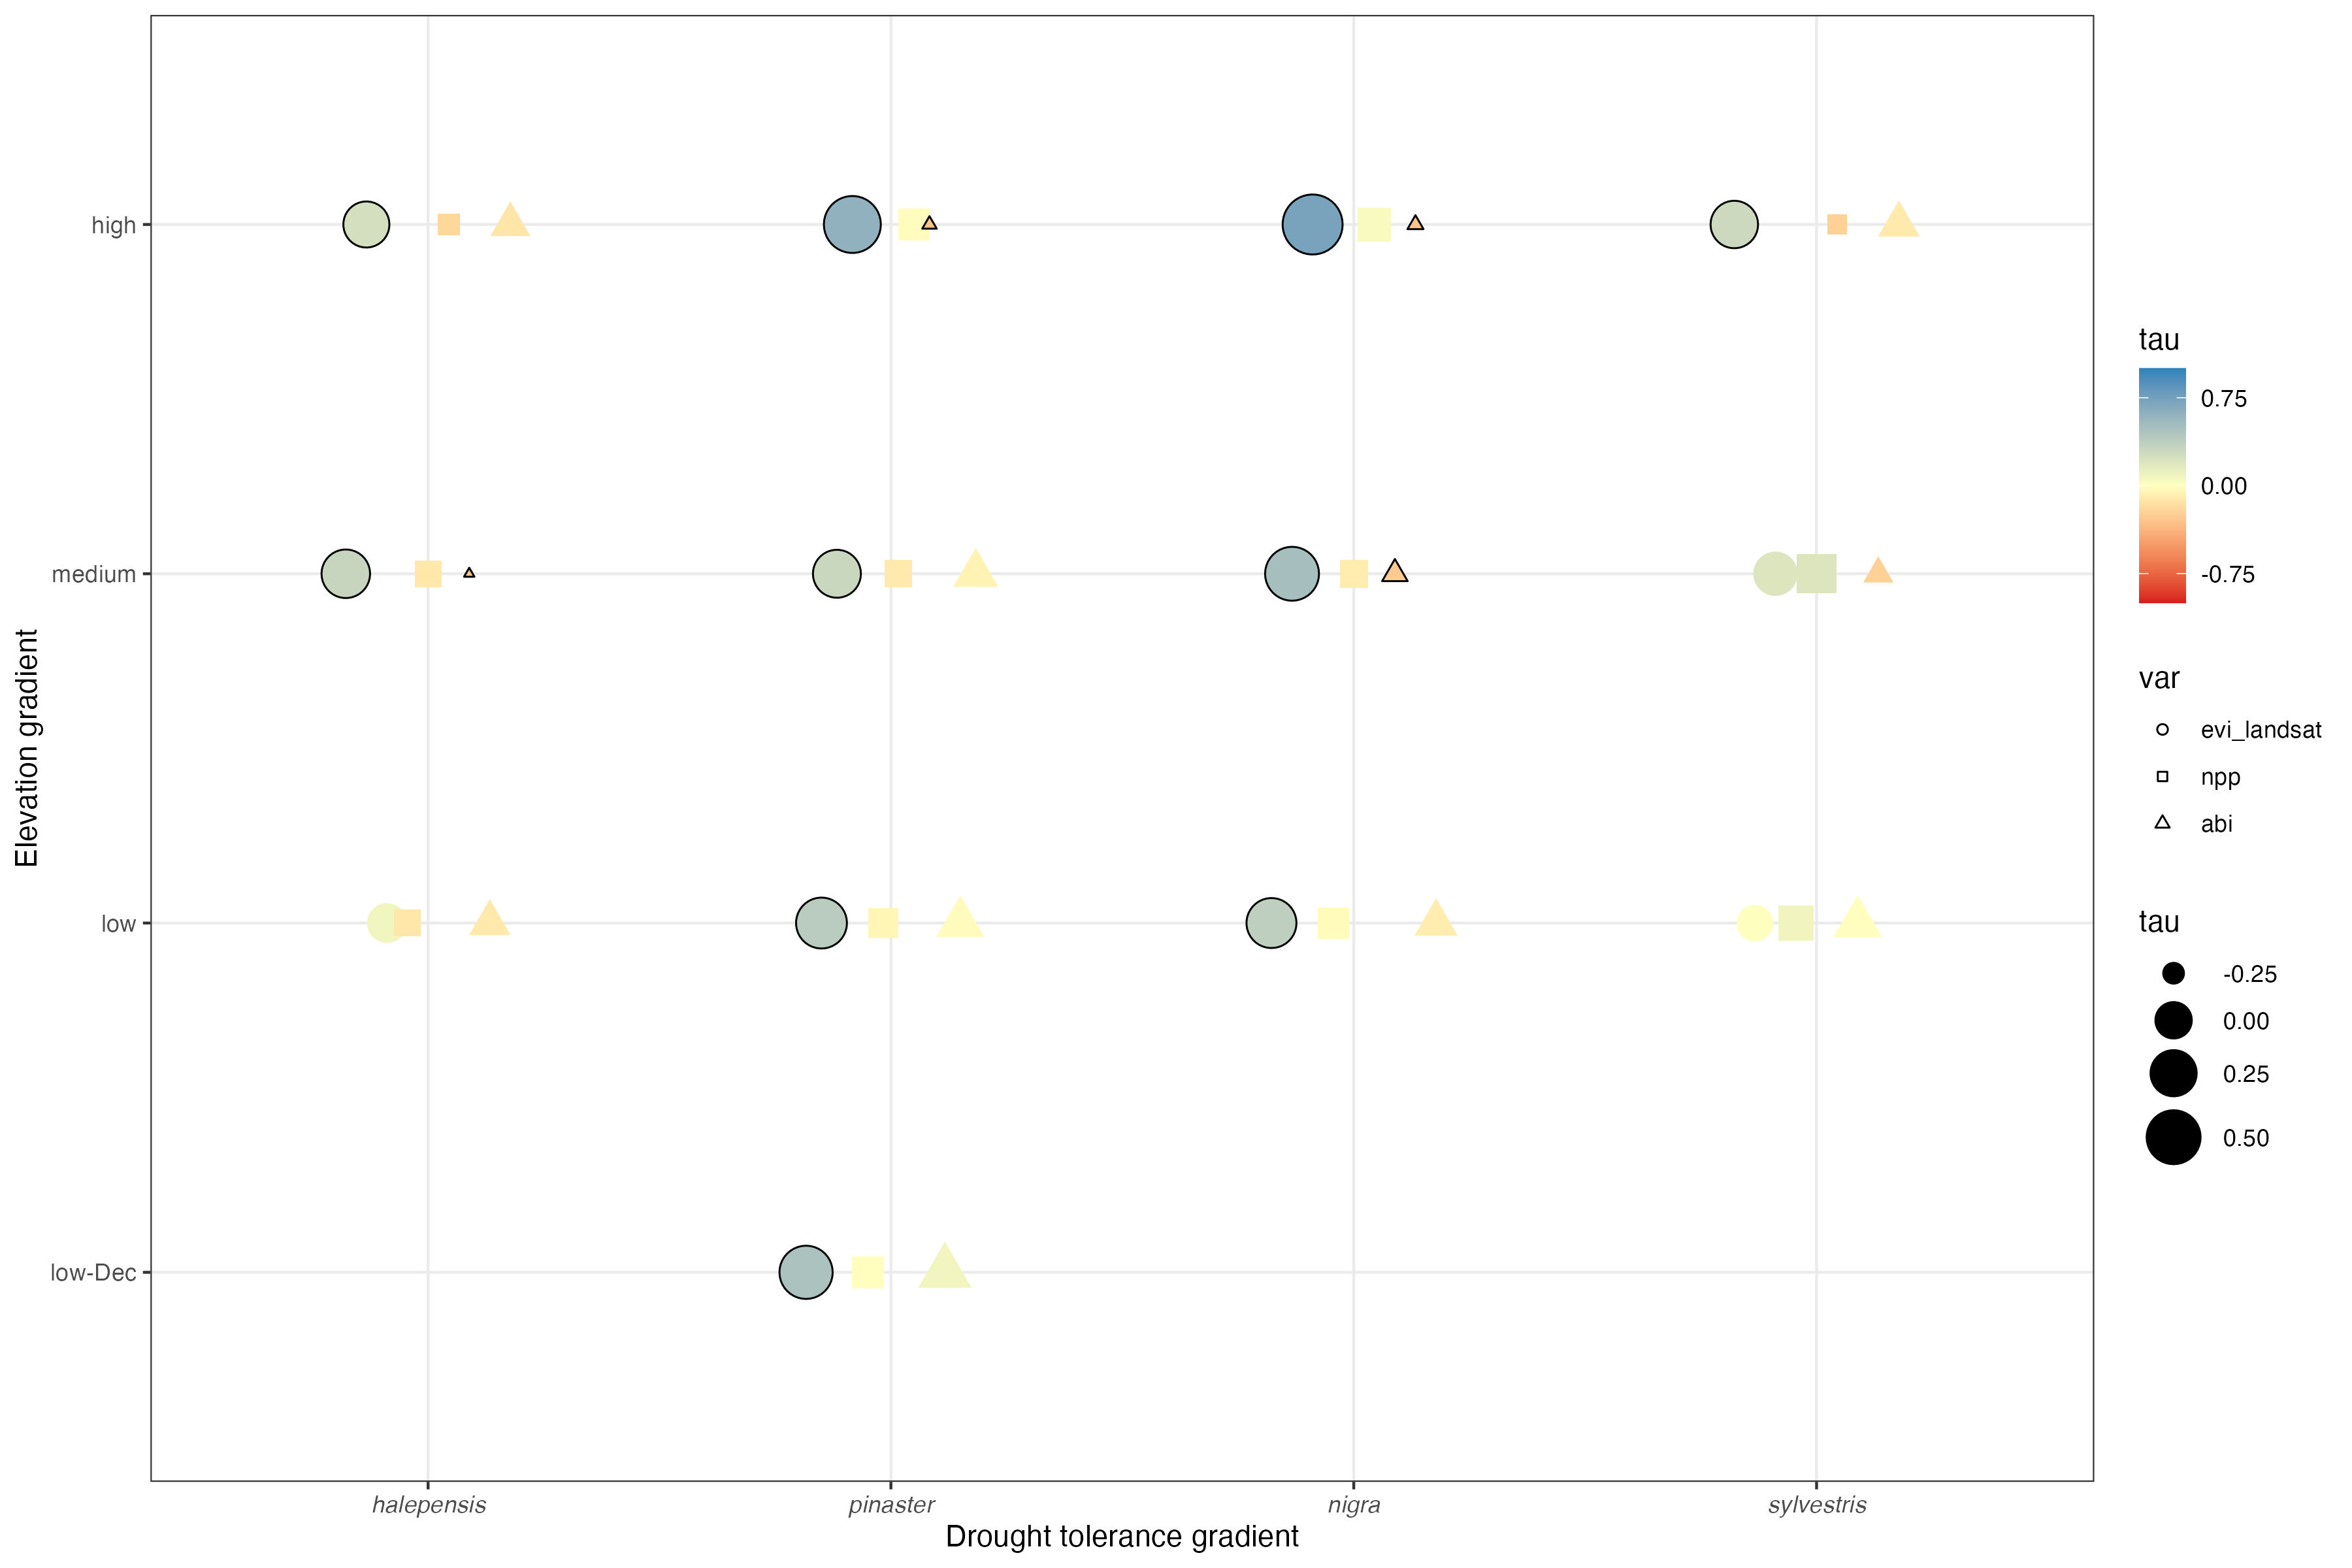 Elevation gradient
high
medium
low
low-Dec
halepensis
pinaster
nigra
sylvestris
Drought tolerance gradient
tau
0.75
0.00
-0.75
var
evi_landsat
npp
abi
tau
-0.25
0.00
0.25
0.50